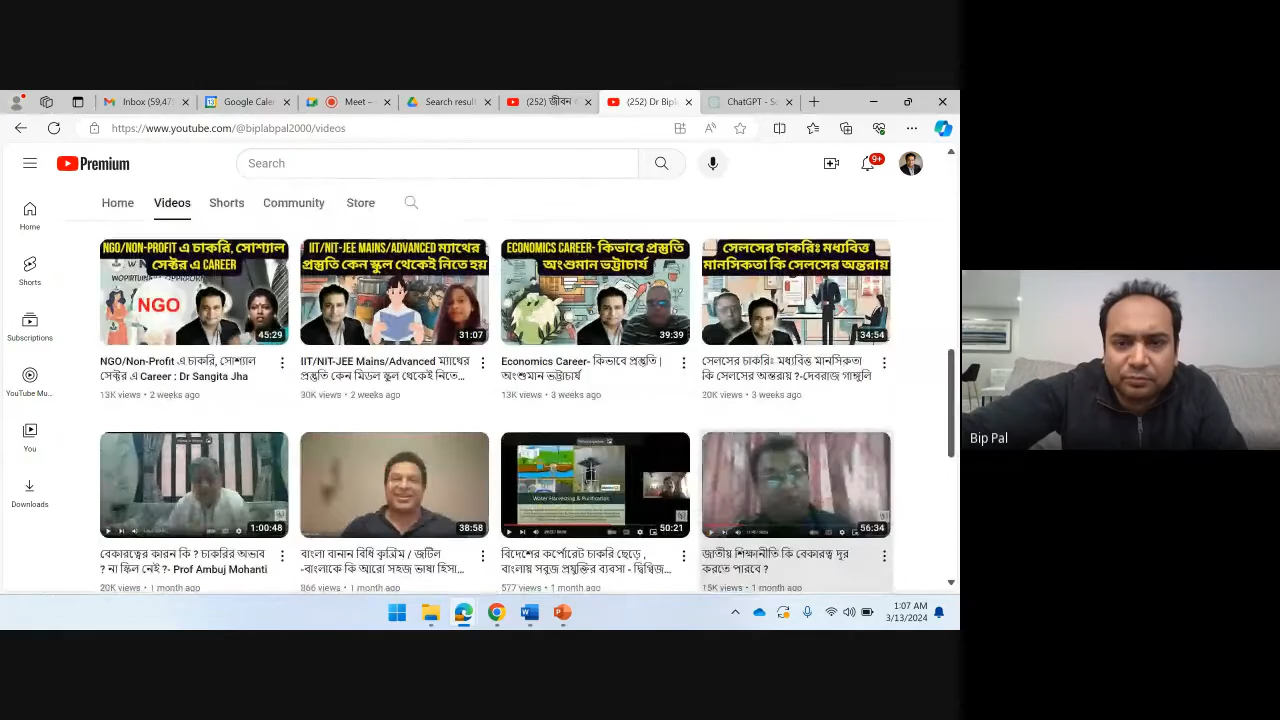 Inbox (59,47
Google Cale
Meet –
Search resul
(252) জীবন
(252) Dr Bipl
ChatGPT - Sc
https://www.youtube.com/@biplabpal2000/videos
Premium
Search
9+
Home
Videos
Shorts
Community
Store
Home
Shorts
Subscriptions
YouTube Mu...
You
Downloads
NGO/NON-PROFIT এ চাকরি, সোশ্যাল
সেক্টর এ CAREER
NGO
45:29
IIT/NIT-JEE MAINS/ADVANCED ম্যাথের
প্রস্তুতি কেন স্কুল থেকেই নিতে হয়
31:07
ECONOMICS CAREER- কিভাবে প্রস্তুতি
অংশুমান ভট্টাচার্য
39:39
সেলসের চাকরিঃ মধ্যবিত্ত
মানসিকতা কি সেলসের অন্তরায়
34:54
NGO/Non-Profit এ চাকরি, সোশ্যাল
সেক্টর এ Career : Dr Sangita Jha
13K views • 2 weeks ago
IIT/NIT-JEE Mains/Advanced ম্যাথের
প্রস্তুতি কেন মিডল স্কুল থেকেই নিতে...
30K views • 2 weeks ago
Economics Career- কিভাবে প্রস্তুতি |
অংশুমান ভট্টাচার্য
13K views • 3 weeks ago
সেলসের চাকরিঃ মধ্যবিত্ত মানসিকতা
কি সেলসের অন্তরায় ?-দেবরাজ গাঙ্গুলি
20K views • 3 weeks ago
1:00:48
38:58
Water Harvesting & Purification
50:21
56:34
বেকারত্বের কারন কি ? চাকরির অভাব
? না স্কিল নেই ?- Prof Ambuj Mohanti
20K views • 1 month ago
বাংলা বানান বিধি কৃত্রিম / জটিল
-বাংলাকে কি আরো সহজ ভাষা হিসা...
866 views • 1 month ago
বিদেশের কর্পোরেট চাকরি ছেড়ে ,
বাংলায় সবুজ প্রযুক্তির ব্যবসা - দ্বিগ্বিজ...
577 views • 1 month ago
জাতীয় শিক্ষানীতি কি বেকারত্ব দূর
করতে পারবে ?
15K views • 1 month ago
1:07 AM
3/13/2024
Bip Pal